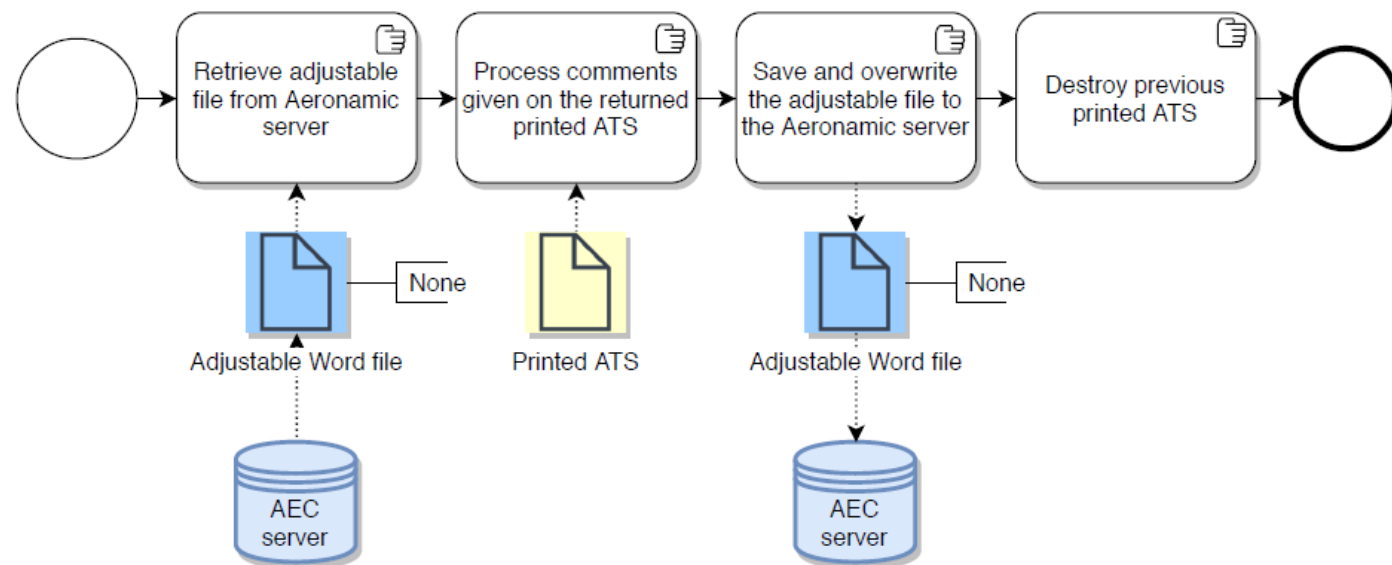 Retrieve adjustable
file from Aeronamic
server
Process comments
given on the returned
printed ATS
Save and overwrite
the adjustable file to
the Aeronamic server
Destroy previous
printed ATS
None
None
Adjustable Word file
Printed ATS
Adjustable Word file
AEC
server
AEC
server